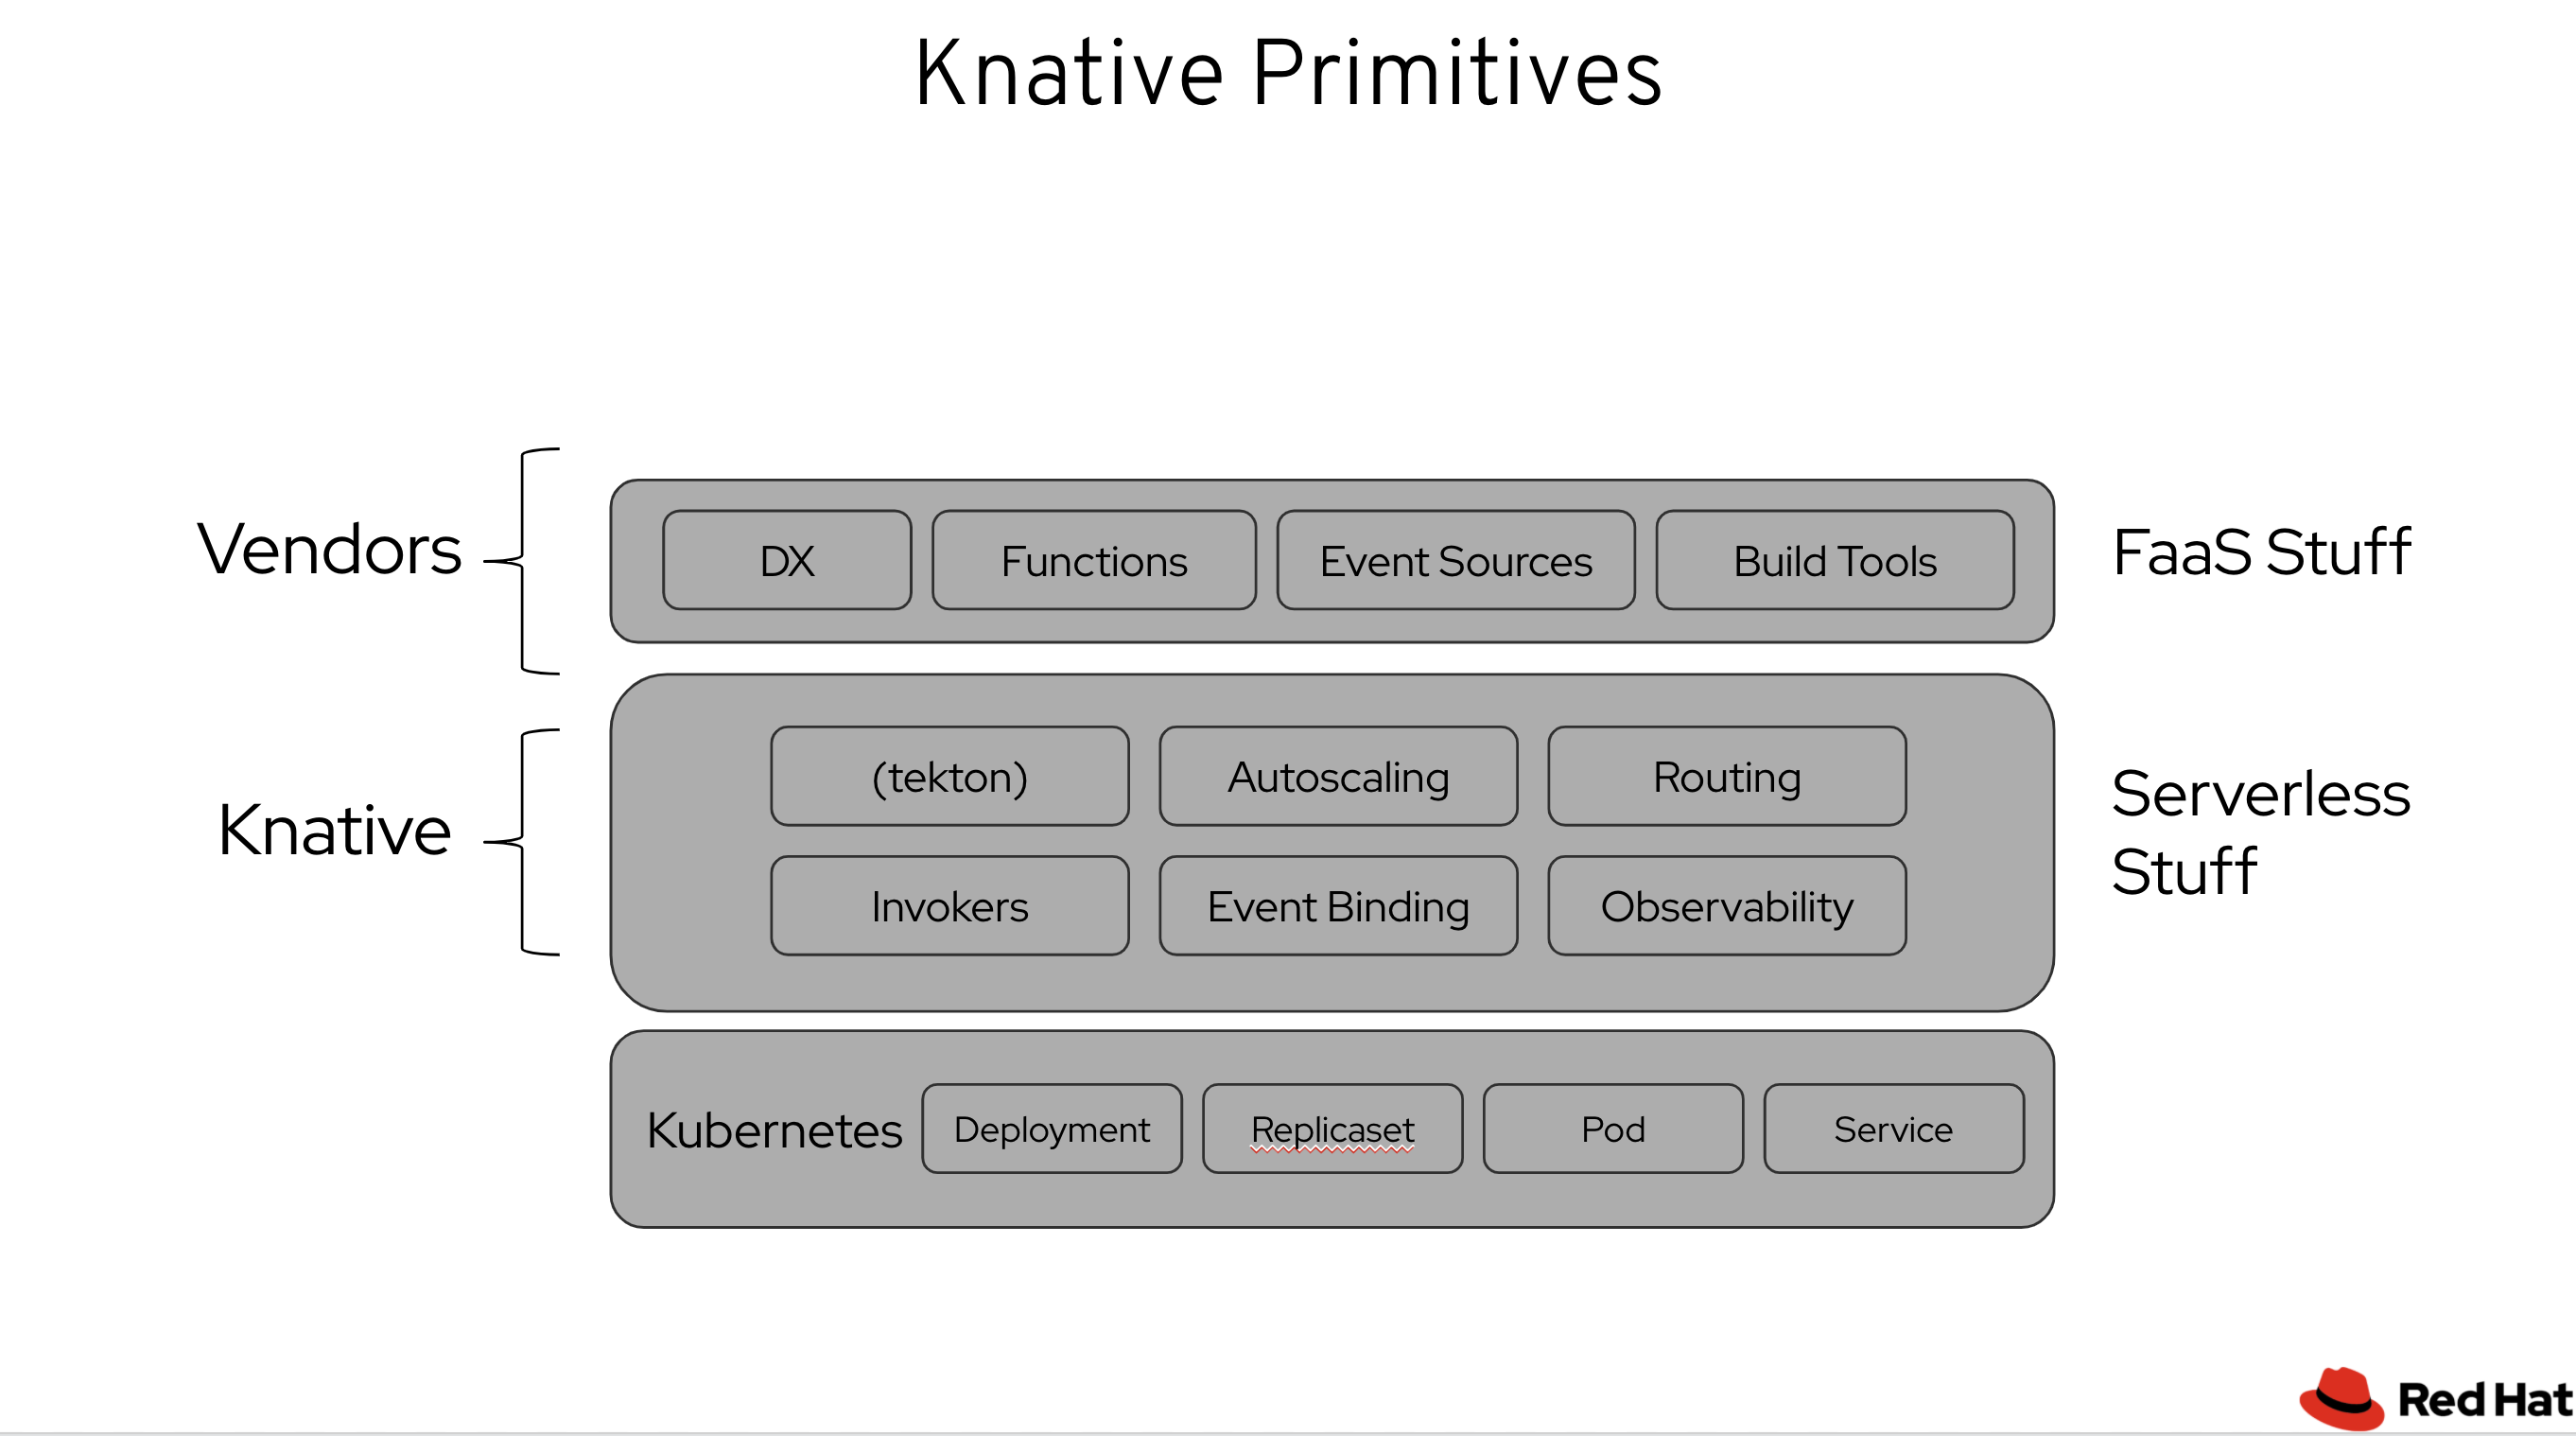 Knative Primitives
Vendors
DX
Functions
Event Sources
Build Tools
FaaS Stuff
Knative
(tekton)
Autoscaling
Routing
Invokers
Event Binding
Observability
Serverless
Stuff
Kubernetes
Deployment
Replicaset
Pod
Service
Red Hat